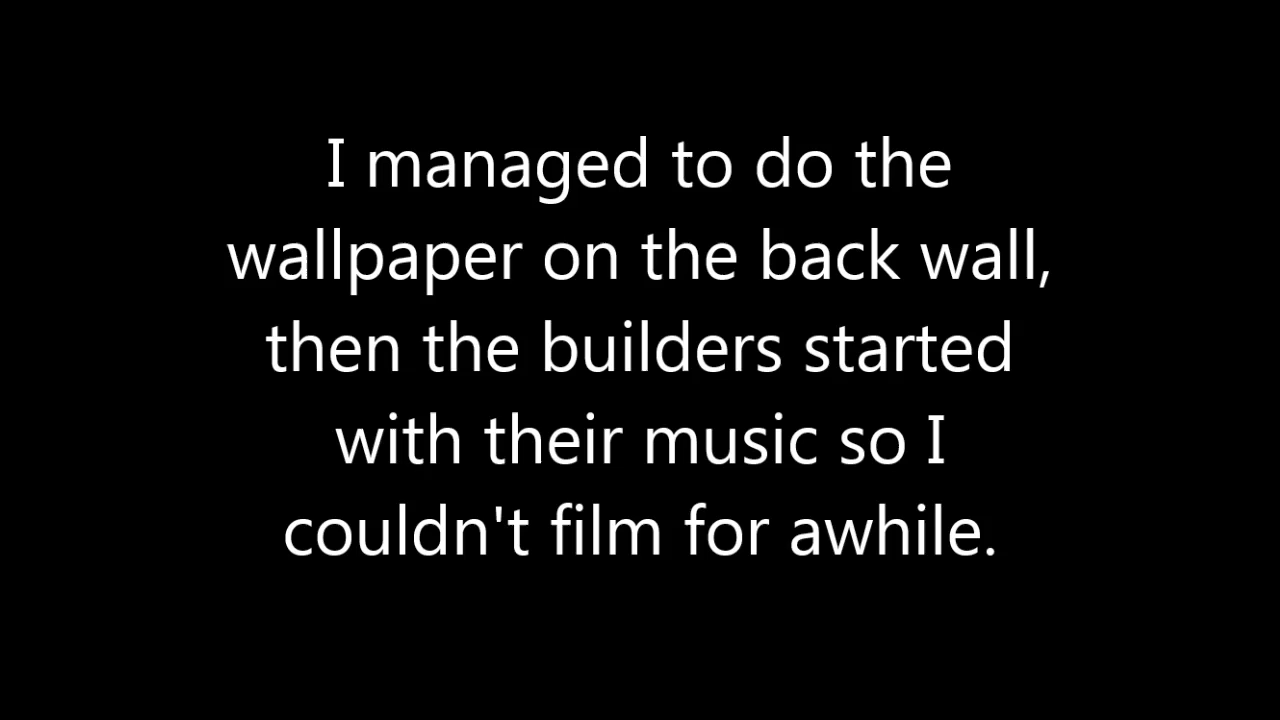 I managed to do the
wallpaper on the back wall,
then the builders started
with their music so I
couldn't film for awhile.